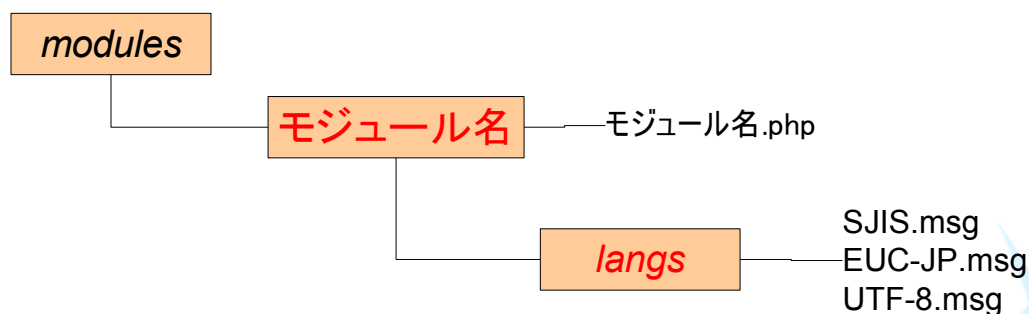 modules
モジュール名
モジュール名.php
langs
SJIS.msg
EUC-JP.msg
UTF-8.msg